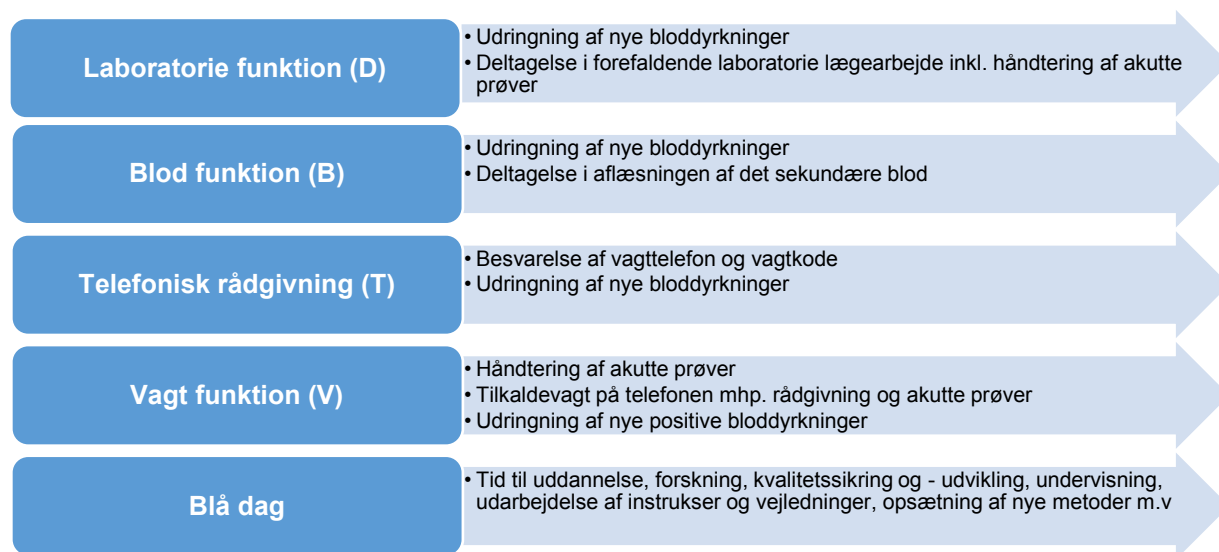 Laboratorie funktion (D)
• Udringning af nye bloddyrkninger
• Deltagelse i forefaldende laboratorie lægearbejde inkl. håndtering af akutte
prøver
Blod funktion (B)
• Udringning af nye bloddyrkninger
• Deltagelse i aflæsningen af det sekundære blod
Telefonisk rådgivning (T)
• Besvarelse af vagttelefon og vagtkode
• Udringning af nye bloddyrkninger
Vagt funktion (V)
• Håndtering af akutte prøver
• Tilkaldevagt på telefonen mhp. rådgivning og akutte prøver
• Udringning af nye positive bloddyrkninger
Blå dag
• Tid til uddannelse, forskning, kvalitetssikring og - udvikling, undervisning,
udarbejdelse af instrukser og vejledninger, opsætning af nye metoder m.v